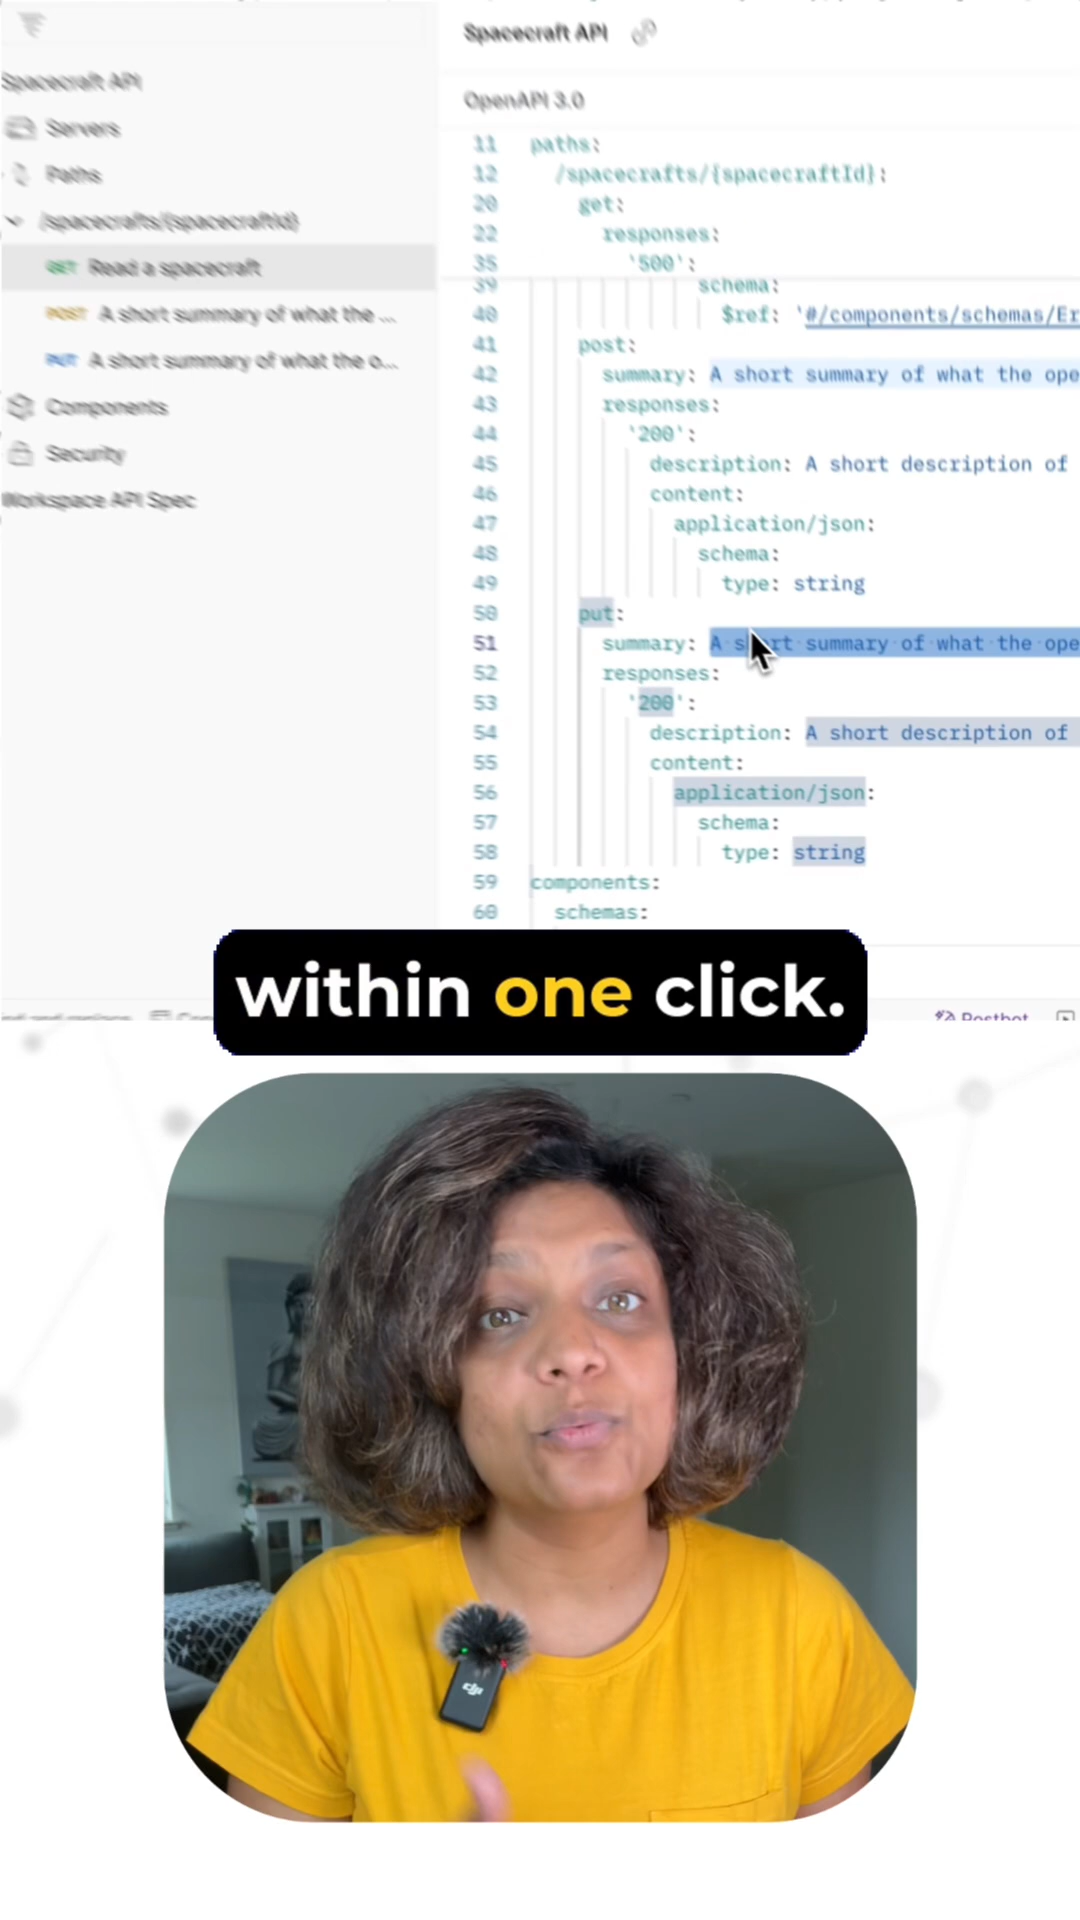 Spacecraft API
Servers
Paths
/spacecrafts/{spacecraftId}
GET Read a spacecraft
POST A short summary of what the ...
PUT A short summary of what the o...
Components
Security
Workspace API Spec
Spacecraft API
OpenAPI 3.0
11 paths:
12 /spacecrafts/{spacecraftId}:
20 get:
22 responses:
35 '500':
39 schema:
40 $ref: '#/components/schemas/Er
41 post:
42 summary: A short summary of what the ope
43 responses:
44 '200':
45 description: A short description of
46 content:
47 application/json:
48 schema:
49 type: string
50 put:
51 summary: A short summary of what the ope
52 responses:
53 '200':
54 description: A short description of
55 content:
56 application/json:
57 schema:
58 type: string
59 components:
60 schemas:
Postbot
within one click.
dji